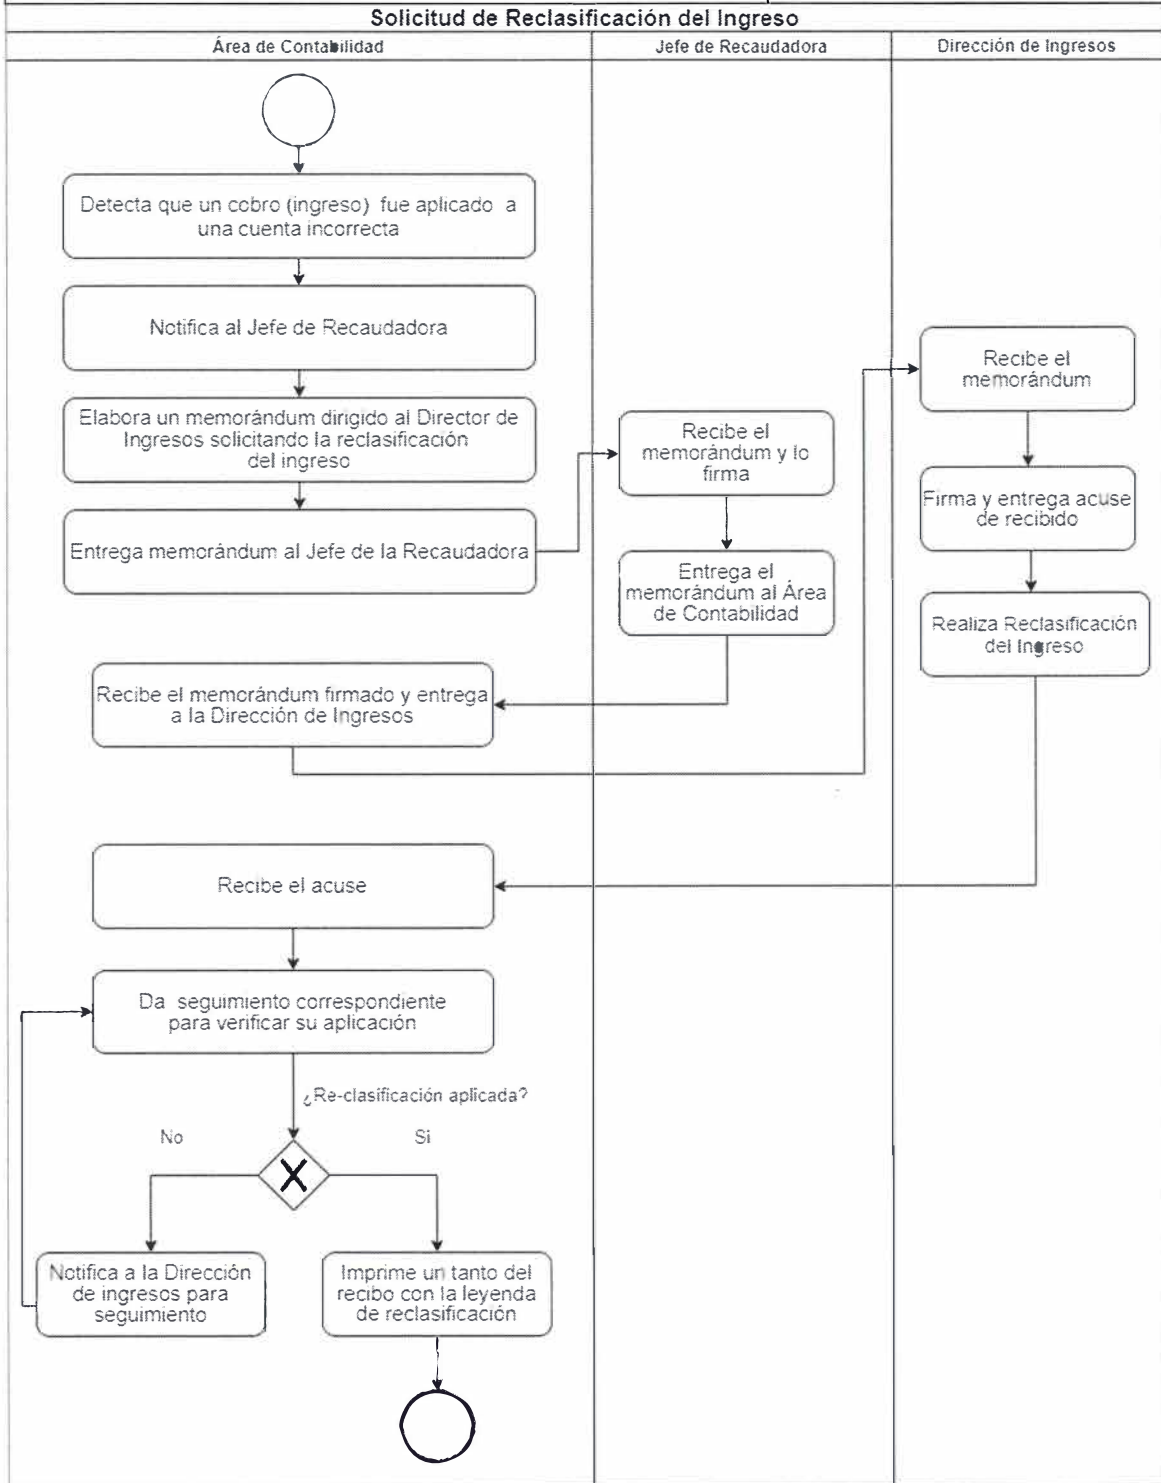 Solicitud de Reclasificación del Ingreso
Área de Contabilidad
Jefe de Recaudadora
Dirección de Ingresos
Detecta que un cobro (ingreso) fue aplicado a
una cuenta incorrecta
Notifica al Jefe de Recaudadora
Elabora un memorándum dirigido al Director de
Ingresos solicitando la reclasificación
del ingreso
Entrega memorándum al Jefe de la Recaudadora
Recibe el
memorándum y lo
firma
Entrega el
memorándum al Área
de Contabilidad
Recibe el memorándum firmado y entrega
a la Dirección de Ingresos
Recibe el
memorándum
Firma y entrega acuse
de recibido
Realiza Reclasificación
del Ingreso
Recibe el acuse
Da seguimiento correspondiente
para verificar su aplicación
¿Re-clasificación aplicada?
No
Si
Notifica a la Dirección
de ingresos para
seguimiento
Imprime un tanto del
recibo con la leyenda
de reclasificación